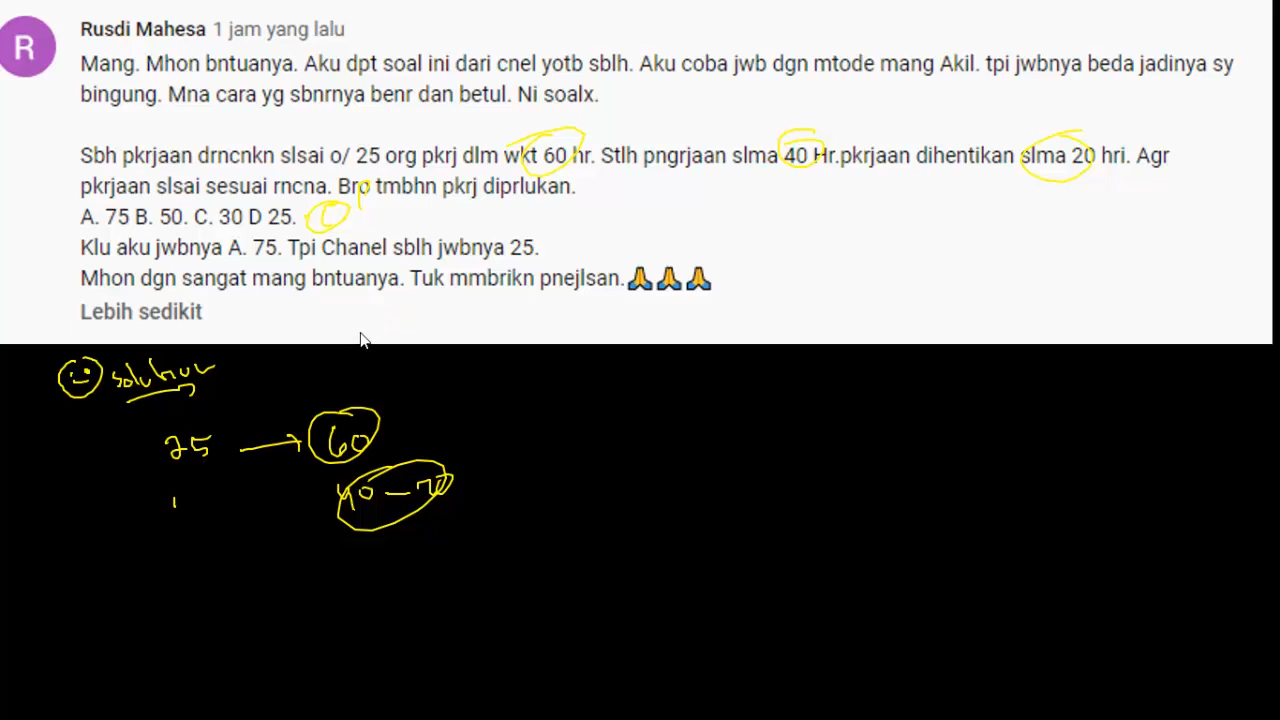 R
Rusdi Mahesa 1 jam yang lalu
Mang. Mhon bntuanya. Aku dpt soal ini dari cnel yotb sblh. Aku coba jwb dgn mtode mang Akil. tpi jwbnya beda jadinya sy
bingung. Mna cara yg sbnrnya benr dan betul. Ni soalx.
Sbh pkrjaan drncnkn slsai o/ 25 org pkrj dlm wkt 60 hr. Stlh pngrjaan slma 40 Hr.pkrjaan dihentikan slma 20 hri. Agr
pkrjaan slsai sesuai rncna. Brp tmbhn pkrj diprlukan.
A. 75 B. 50. C. 30 D 25.
Klu aku jwbnya A. 75. Tpi Chanel sblh jwbnya 25.
Mhon dgn sangat mang bntuanya. Tuk mmbrikn pnejlsan.🙏🙏🙏
Lebih sedikit
25 → 60
40 – 20